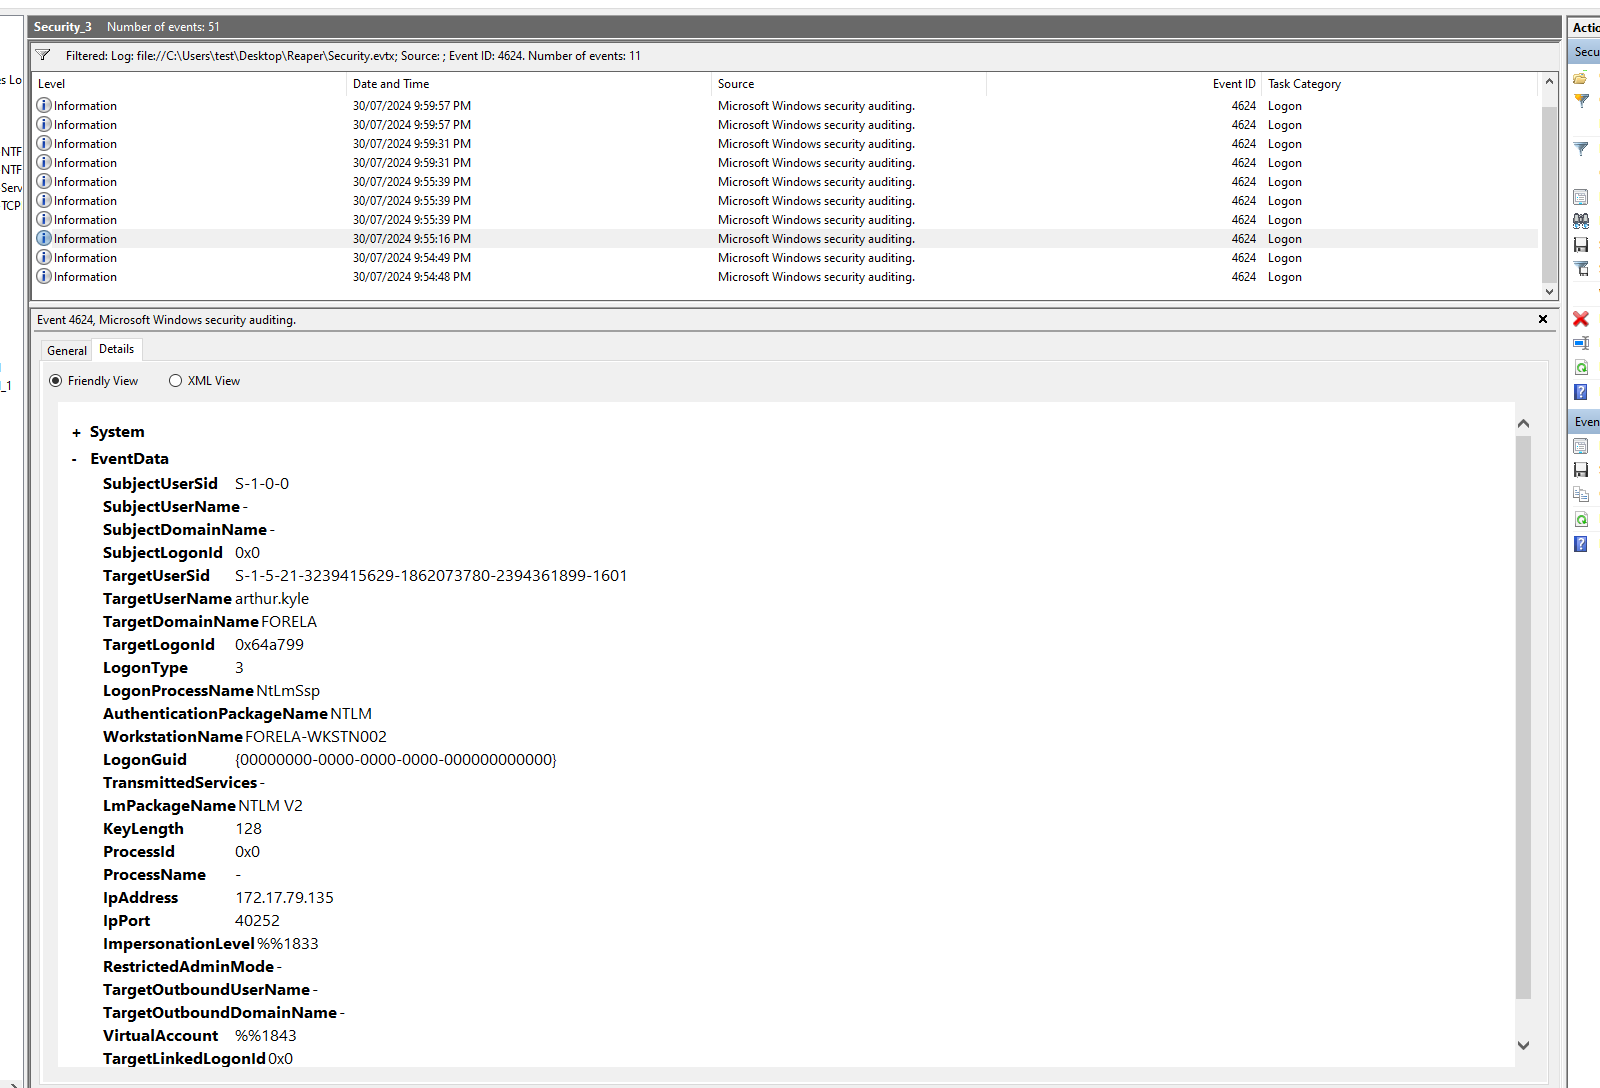 Security_3 Number of events: 51
Filtered: Log: file://C:\Users\test\Desktop\Reaper\Security.evtx; Source: ; Event ID: 4624. Number of events: 11
Level Date and Time Source Event ID Task Category
Information 30/07/2024 9:59:57 PM Microsoft Windows security auditing. 4624 Logon
Information 30/07/2024 9:59:57 PM Microsoft Windows security auditing. 4624 Logon
Information 30/07/2024 9:59:31 PM Microsoft Windows security auditing. 4624 Logon
Information 30/07/2024 9:59:31 PM Microsoft Windows security auditing. 4624 Logon
Information 30/07/2024 9:55:39 PM Microsoft Windows security auditing. 4624 Logon
Information 30/07/2024 9:55:39 PM Microsoft Windows security auditing. 4624 Logon
Information 30/07/2024 9:55:39 PM Microsoft Windows security auditing. 4624 Logon
Information 30/07/2024 9:55:16 PM Microsoft Windows security auditing. 4624 Logon
Information 30/07/2024 9:54:49 PM Microsoft Windows security auditing. 4624 Logon
Information 30/07/2024 9:54:48 PM Microsoft Windows security auditing. 4624 Logon
Event 4624, Microsoft Windows security auditing.
General Details
Friendly View XML View
+ System
- EventData
SubjectUserSid S-1-0-0
SubjectUserName -
SubjectDomainName -
SubjectLogonId 0x0
TargetUserSid S-1-5-21-3239415629-1862073780-2394361899-1601
TargetUserName arthur.kyle
TargetDomainName FORELA
TargetLogonId 0x64a799
LogonType 3
LogonProcessName NtLmSsp
AuthenticationPackageName NTLM
WorkstationName FORELA-WKSTN002
LogonGuid {00000000-0000-0000-0000-000000000000}
TransmittedServices -
LmPackageName NTLM V2
KeyLength 128
ProcessId 0x0
ProcessName -
IpAddress 172.17.79.135
IpPort 40252
ImpersonationLevel %%1833
RestrictedAdminMode -
TargetOutboundUserName -
TargetOutboundDomainName -
VirtualAccount %%1843
TargetLinkedLogonId 0x0
es Lo
NTF
NTF
Serv
TCP
_1
Actio
Secu
Even